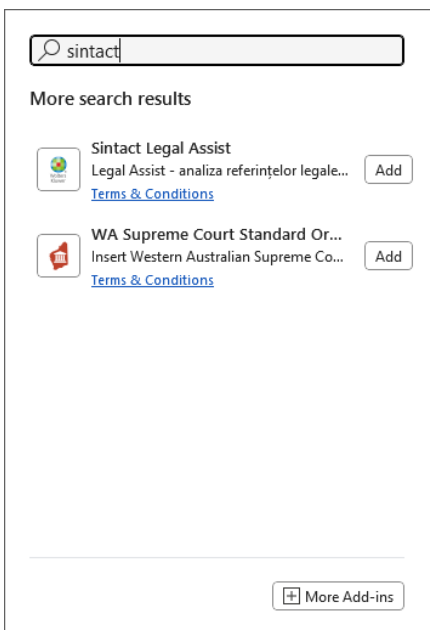 sintact
More search results
Sintact Legal Assist
Legal Assist - analiza referințelor legale...
Add
Terms & Conditions
WA Supreme Court Standard Or...
Insert Western Australian Supreme Co...
Add
Terms & Conditions
More Add-ins